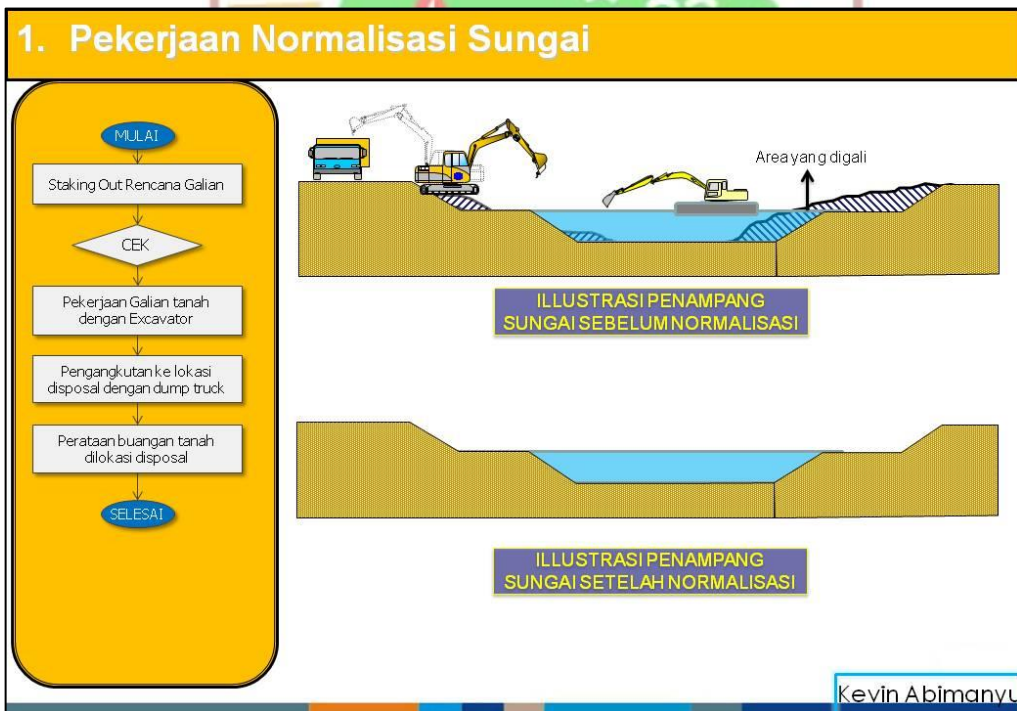 1. Pekerjaan Normalisasi Sungai
MULAI
Staking Out Rencana Galian
CEK
Pekerjaan Galian tanah
dengan Excavator
Pengangkutan ke lokasi
disposal dengan dump truck
Perataan buangan tanah
dilokasi disposal
SELESAI
Area yang digali
ILLUSTRASI PENAMPANG
SUNGAI SEBELUM NORMALISASI
ILLUSTRASI PENAMPANG
SUNGAI SETELAH NORMALISASI
Kevin Abimanyu